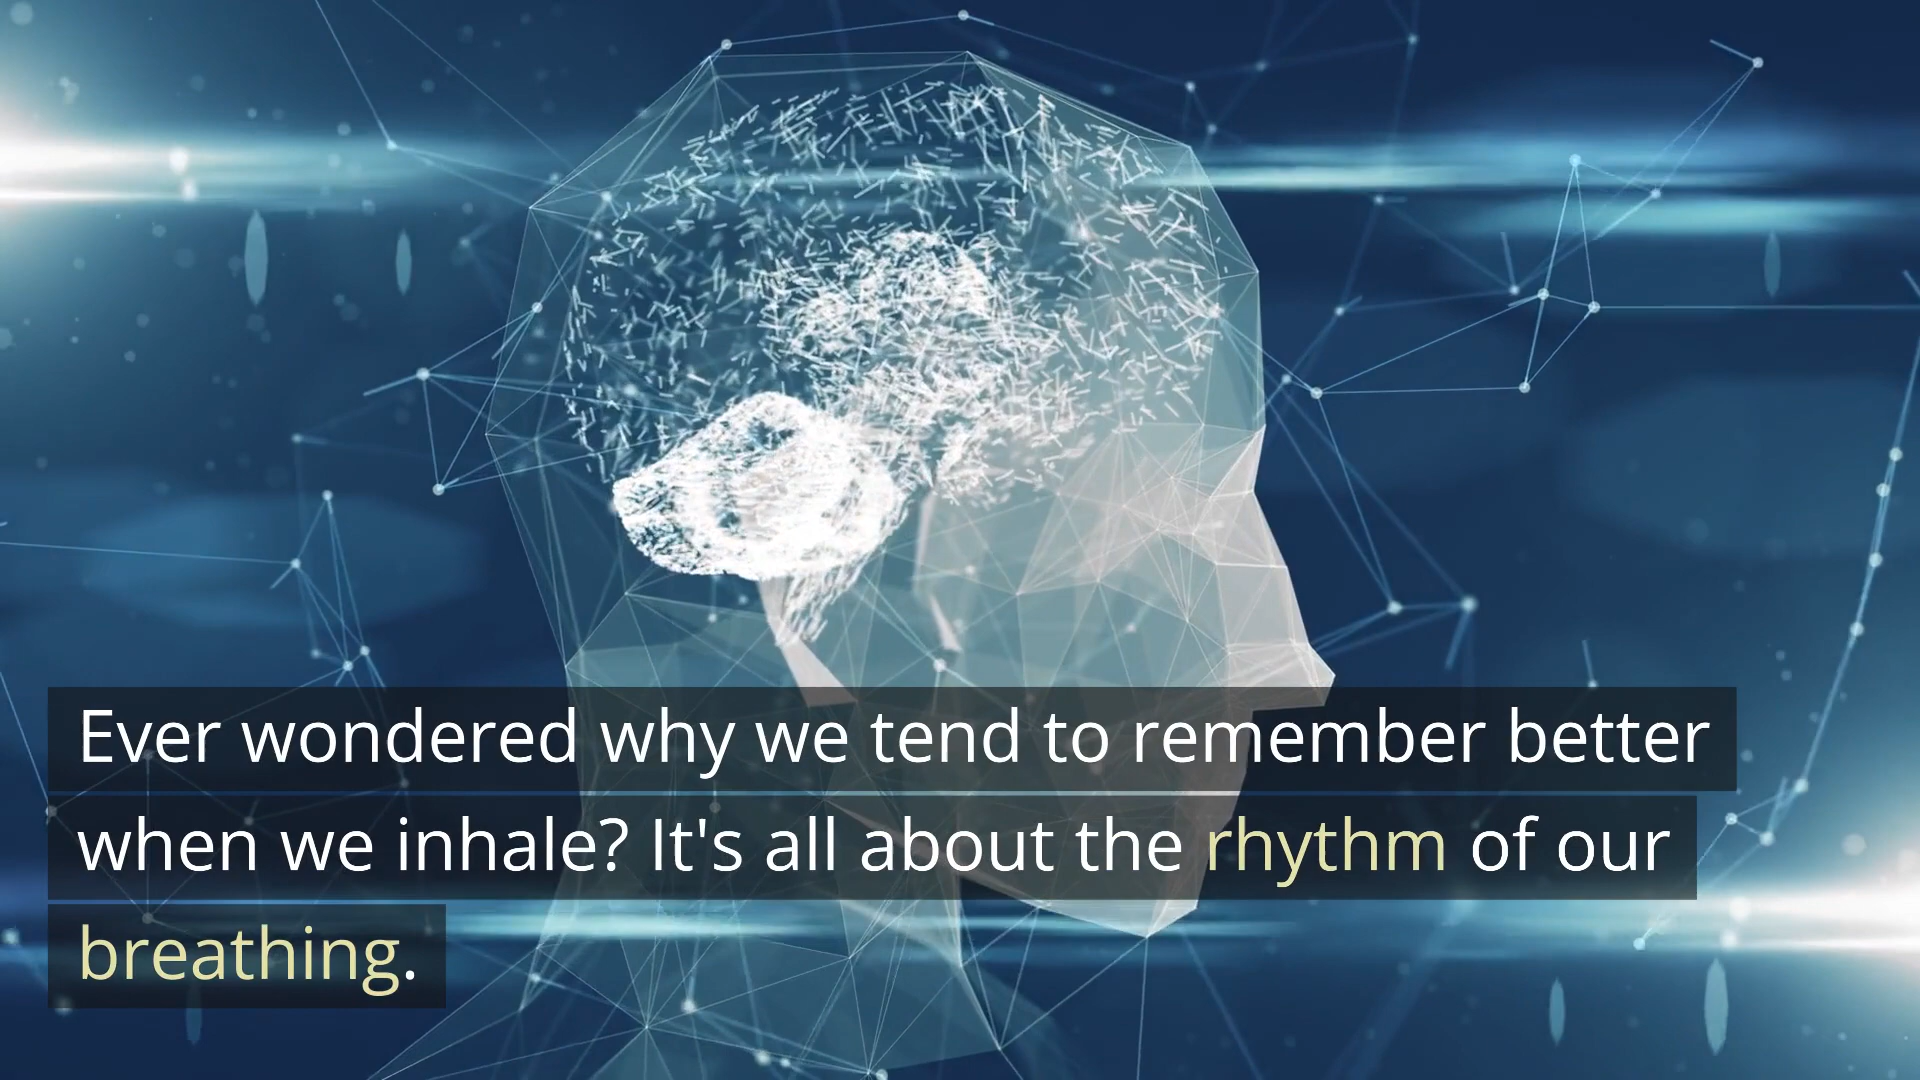 Ever wondered why we tend to remember better
when we inhale? It's all about the rhythm of our
breathing.